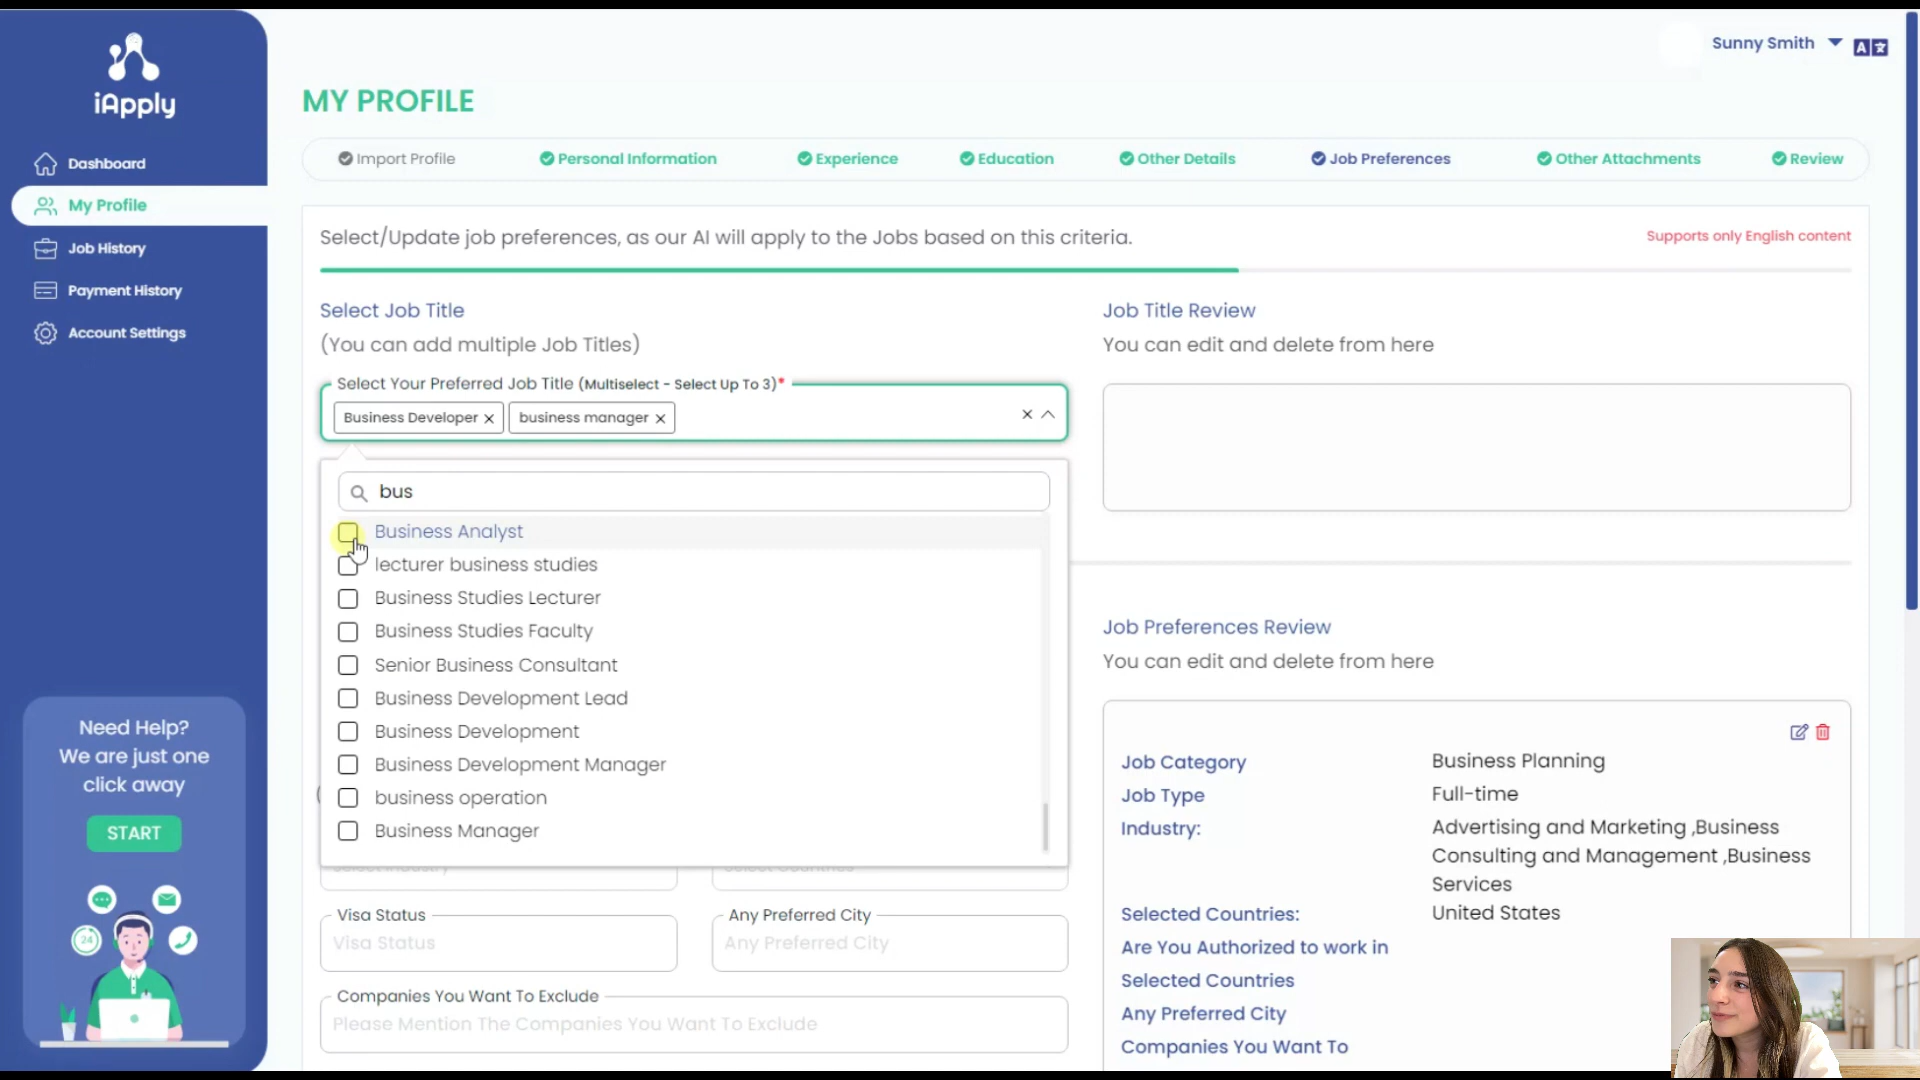 Sunny Smith
A
iApply
Dashboard
My Profile
Job History
Payment History
Account Settings
Need Help?
We are just one
click away
START
24
MY PROFILE
Import Profile
Personal Information
Experience
Education
Other Details
Job Preferences
Other Attachments
Review
Select/Update job preferences, as our AI will apply to the Jobs based on this criteria.
Supports only English content
Select Job Title
(You can add multiple Job Titles)
Select Your Preferred Job Title (Multiselect - Select Up To 3)*
Business Developer
business manager
bus
Business Analyst
lecturer business studies
Business Studies Lecturer
Business Studies Faculty
Senior Business Consultant
Business Development Lead
Business Development
Business Development Manager
business operation
Business Manager
(
Select Industry
Select Countries
Visa Status
Visa Status
Any Preferred City
Any Preferred City
Companies You Want To Exclude
Please Mention The Companies You Want To Exclude
Job Title Review
You can edit and delete from here
Job Preferences Review
You can edit and delete from here
Job Category Business Planning
Job Type Full-time
Industry: Advertising and Marketing ,Business
Consulting and Management ,Business
Services
Selected Countries: United States
Are You Authorized to work in
Selected Countries
Any Preferred City
Companies You Want To